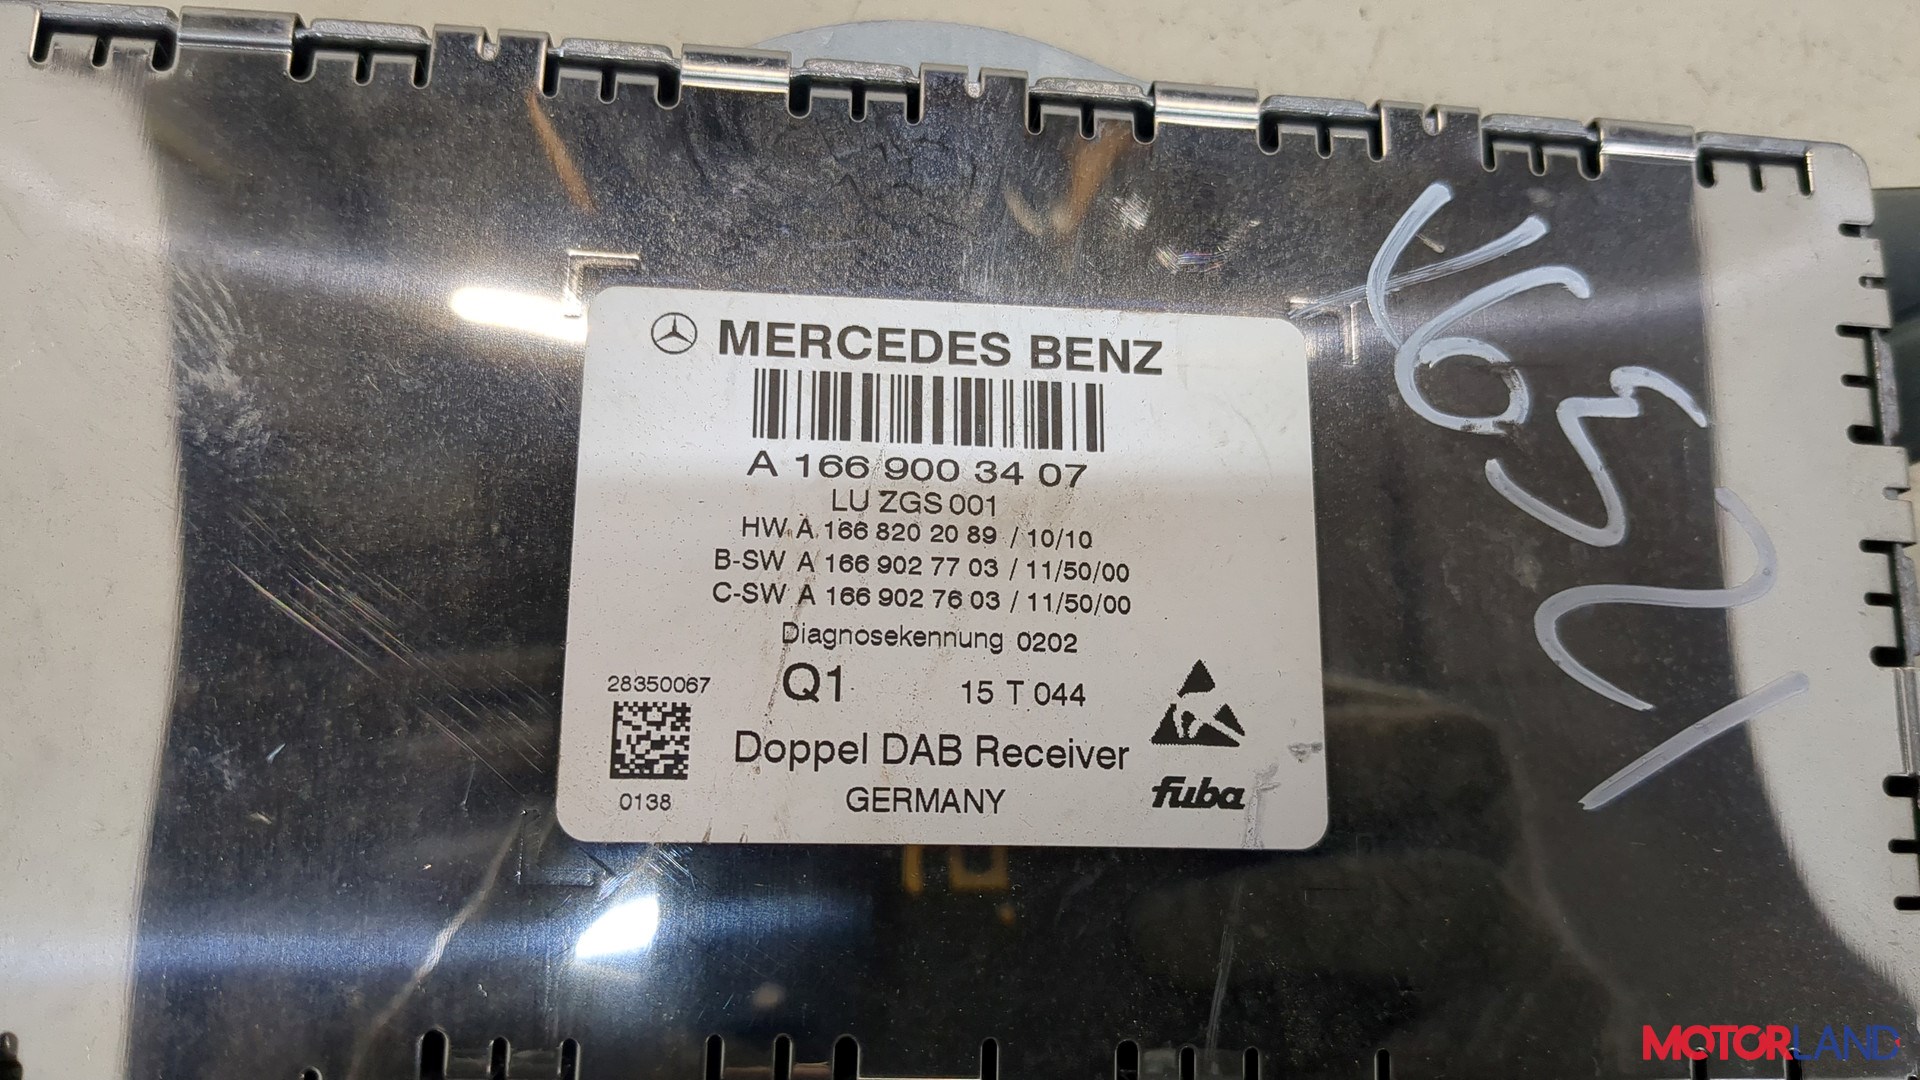 MERCEDES BENZ
A 166 900 34 07
LU ZGS 001
HW A 166 820 20 89 / 10/10
B-SW A 166 902 77 03 / 11/50/00
C-SW A 166 902 76 03 / 11/50/00
Diagnosekennung 0202
28350067
Q1 15 T 044
Doppel DAB Receiver
0138
GERMANY
fuba
MOTORLAND